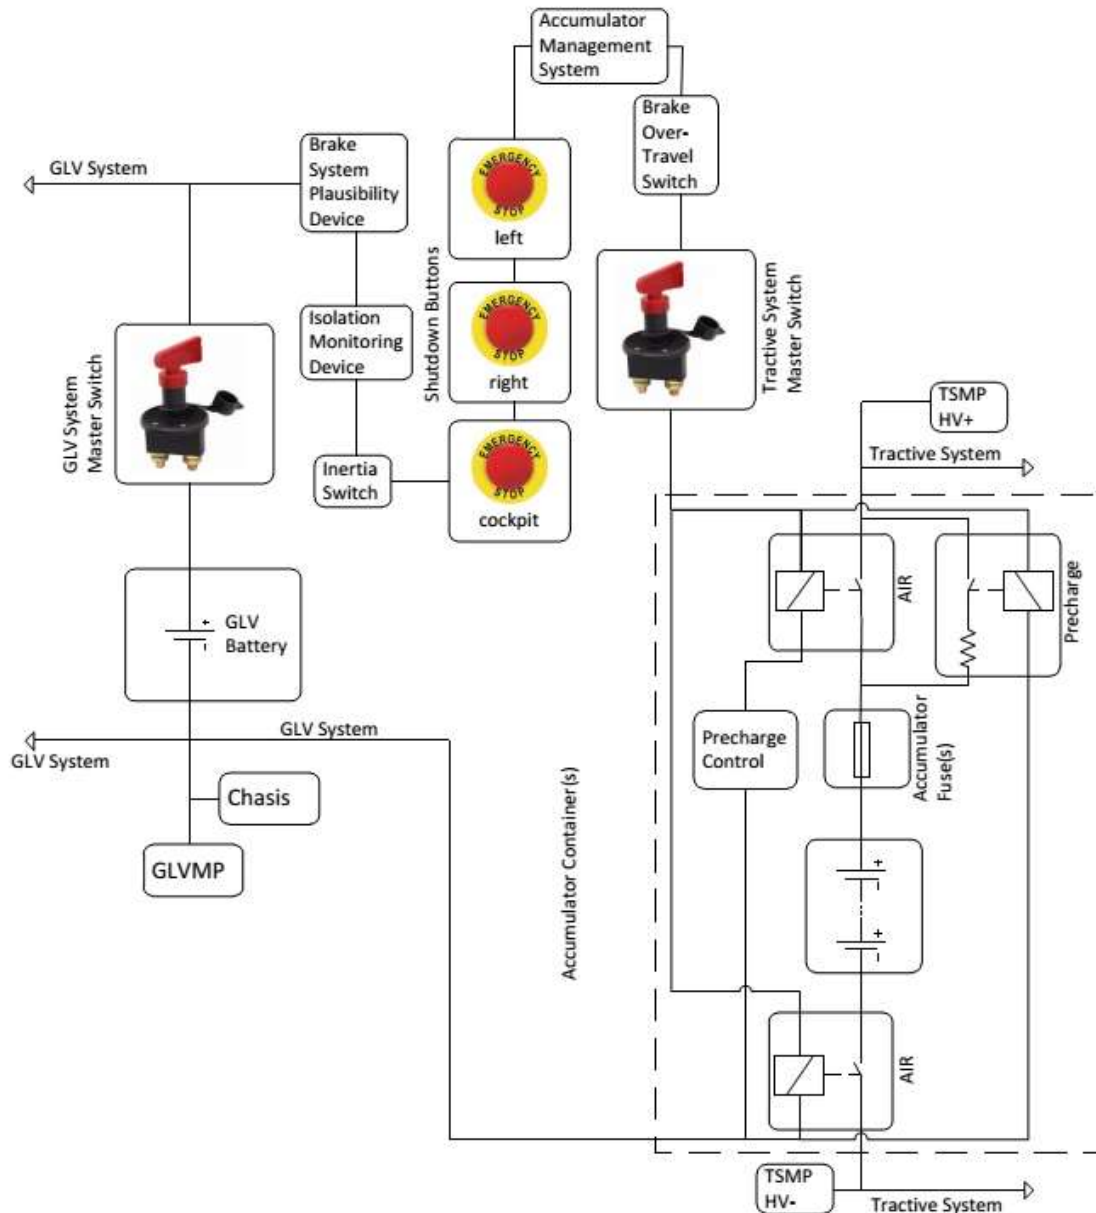 Accumulator
Management
System
Brake
Over-
Travel
Switch
Brake
System
Plausibility
Device
GLV System
EMERGENCY
STOP
left
Shutdown Buttons
Isolation
Monitoring
Device
EMERGENCY
STOP
right
Tractive System
Master Switch
GLV System
Master Switch
Inertia
Switch
EMERGENCY
STOP
cockpit
TSMP
HV+
Tractive System
AIR
Precharge
+
GLV
Battery
-
GLV System
GLV System
Precharge
Control
Accumulator
Fuse(s)
Chasis
GLVMP
Accumulator Container(s)
+
-
+
-
AIR
TSMP
HV-
Tractive System